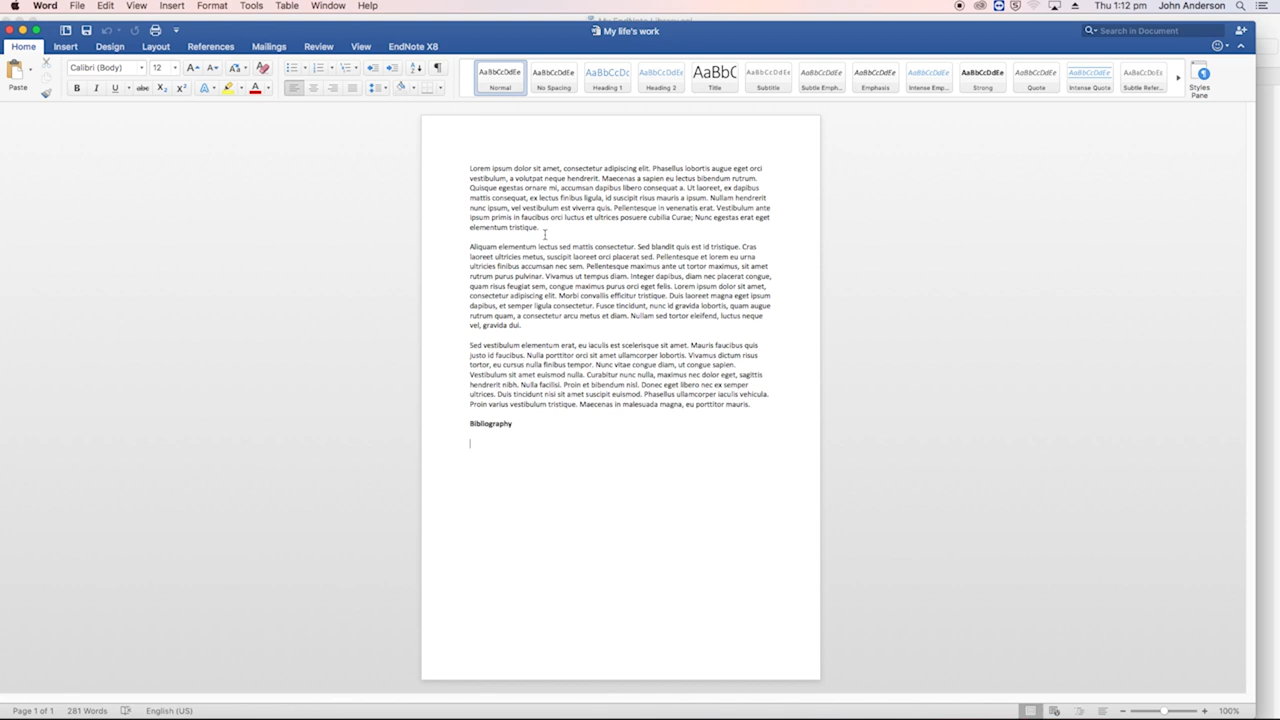 Word File Edit View Insert Format Tools Table Window Help Thu 1:12 pm John Anderson
My life's work Search in Document
Home Insert Design Layout References Mailings Review View EndNote X8
Paste Calibri (Body) 12 B I U abc X2 X2 A A
AaBbCcDdEe AaBbCcDdEe AaBbCcDc AaBbCcDdEe AaBbCcC AaBbCcDdEe AaBbCcDdEe AaBbCcDdEe AaBbCcDdEe AaBbCcDdEe AaBbCcDdEe AaBbCcDdEe AaBbCcDdEe
Normal No Spacing Heading 1 Heading 2 Title Subtitle Subtle Emph... Emphasis Intense Emp... Strong Quote Intense Quote Subtle Refer... Styles Pane
Lorem ipsum dolor sit amet, consectetur adipiscing elit. Phasellus lobortis augue eget orci
vestibulum, a volutpat neque hendrerit. Maecenas a sapien eu lectus bibendum rutrum.
Quisque egestas ornare mi, accumsan dapibus libero consequat a. Ut laoreet, ex dapibus
mattis consequat, ex lectus finibus ligula, id suscipit risus mauris a ipsum. Nullam hendrerit
nunc ipsum, vel vestibulum est viverra quis. Pellentesque in venenatis erat. Vestibulum ante
ipsum primis in faucibus orci luctus et ultrices posuere cubilia Curae; Nunc egestas erat eget
elementum tristique.
Aliquam elementum lectus sed mattis consectetur. Sed blandit quis est id tristique. Cras
laoreet ultricies metus, suscipit laoreet orci placerat sed. Pellentesque et lorem eu urna
ultricies finibus accumsan nec sem. Pellentesque maximus ante ut tortor maximus, sit amet
rutrum purus pulvinar. Vivamus ut tempus diam. Integer dapibus, diam nec placerat congue,
quam risus feugiat sem, congue maximus purus orci eget felis. Lorem ipsum dolor sit amet,
consectetur adipiscing elit. Morbi convallis efficitur tristique. Duis laoreet magna eget ipsum
dapibus, et semper ligula consectetur. Fusce tincidunt, nunc id gravida lobortis, quam augue
rutrum quam, a consectetur arcu metus et diam. Nullam sed tortor eleifend, luctus neque
vel, gravida dui.
Sed vestibulum elementum erat, eu iaculis est scelerisque sit amet. Mauris faucibus quis
justo id faucibus. Nulla porttitor orci sit amet ullamcorper lobortis. Vivamus dictum risus
tortor, eu cursus nulla finibus tempor. Nunc vitae congue diam, ut congue sapien.
Vestibulum sit amet euismod nulla. Curabitur nunc nulla, maximus nec dolor eget, sagittis
hendrerit nibh. Nulla facilisi. Proin et bibendum nisl. Donec eget libero nec ex semper
ultrices. Duis tincidunt nisi sit amet suscipit euismod. Phasellus ullamcorper iaculis vehicula.
Proin varius vestibulum tristique. Maecenas in malesuada magna, eu porttitor mauris.
Bibliography
Page 1 of 1 281 Words English (US) 100%